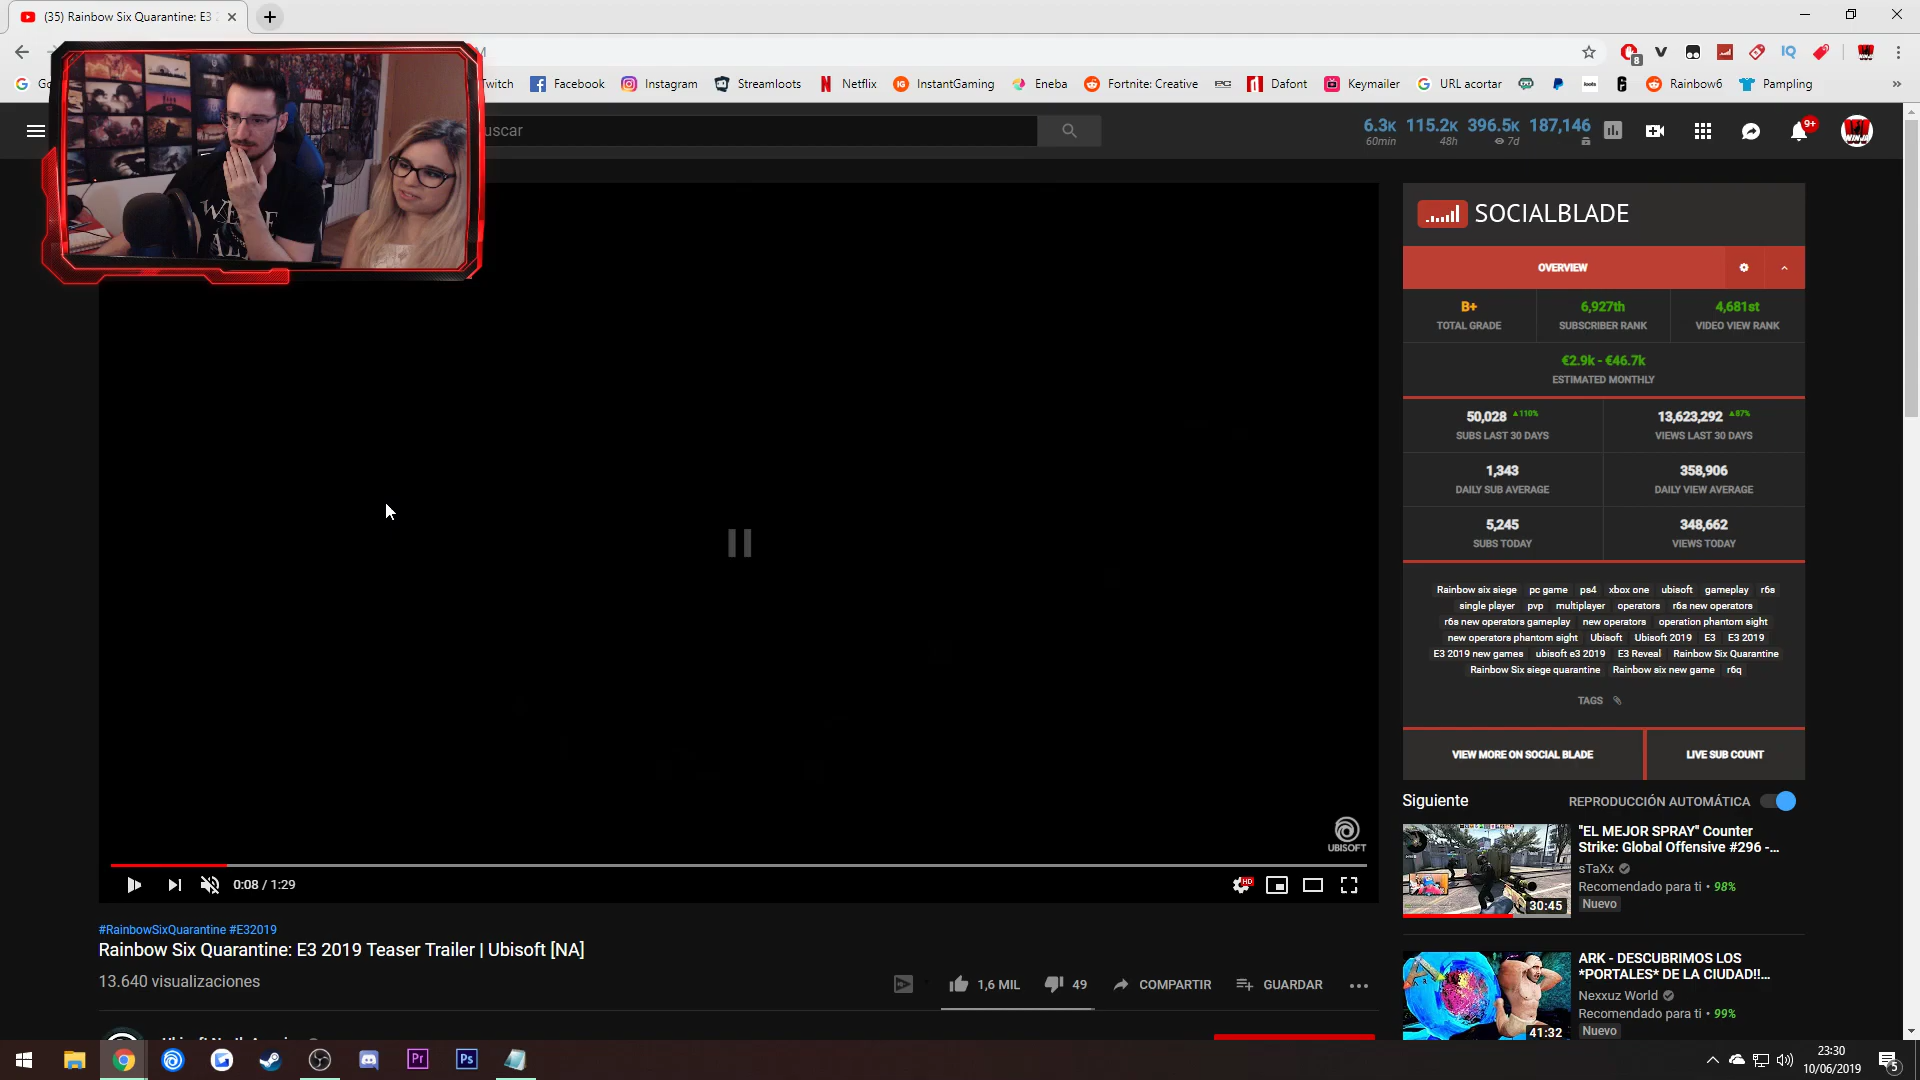 (35) Rainbow Six Quarantine: E3
Twitch
Facebook
Instagram
Streamloots
Netflix
InstantGaming
Eneba
Fortnite: Creative
Dafont
Keymailer
URL acortar
Rainbow6
Pampling
uscar
6.3K 115.2K 396.5K 187,146
60min 48h 7d
9+
SOCIALBLADE
OVERVIEW
B+ 6,927th 4,681st
TOTAL GRADE SUBSCRIBER RANK VIDEO VIEW RANK
€2.9k - €46.7k
ESTIMATED MONTHLY
50,028 ▲110% 13,623,292 ▲87%
SUBS LAST 30 DAYS VIEWS LAST 30 DAYS
1,343 358,906
DAILY SUB AVERAGE DAILY VIEW AVERAGE
5,245 348,662
SUBS TODAY VIEWS TODAY
Rainbow six siege pc game ps4 xbox one ubisoft gameplay r6s
single player pvp multiplayer operators r6s new operators
r6s new operators gameplay new operators operation phantom sight
new operators phantom sight Ubisoft Ubisoft 2019 E3 E3 2019
E3 2019 new games ubisoft e3 2019 E3 Reveal Rainbow Six Quarantine
Rainbow Six siege quarantine Rainbow six new game r6q
TAGS
VIEW MORE ON SOCIAL BLADE LIVE SUB COUNT
Siguiente REPRODUCCIÓN AUTOMÁTICA
"EL MEJOR SPRAY" Counter
Strike: Global Offensive #296 -...
sTaXx
Recomendado para ti • 98%
Nuevo
30:45
ARK - DESCUBRIMOS LOS
*PORTALES* DE LA CIUDAD!!...
Nexxuz World
Recomendado para ti • 99%
Nuevo
41:32
UBISOFT
0:08 / 1:29
HD
#RainbowSixQuarantine #E32019
Rainbow Six Quarantine: E3 2019 Teaser Trailer | Ubisoft [NA]
13.640 visualizaciones
1,6 MIL 49 COMPARTIR GUARDAR
Pr
Ps
23:30
10/06/2019
5